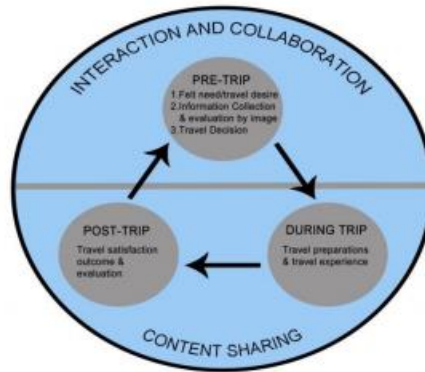 INTERACTION AND COLLABORATION
PRE-TRIP
1.Felt need/travel desire
2.Information Collection
& evaluation by image
3.Travel Decision
POST-TRIP
Travel satisfaction
outcome &
evaluation
DURING TRIP
Travel preparations
& travel experience
CONTENT SHARING